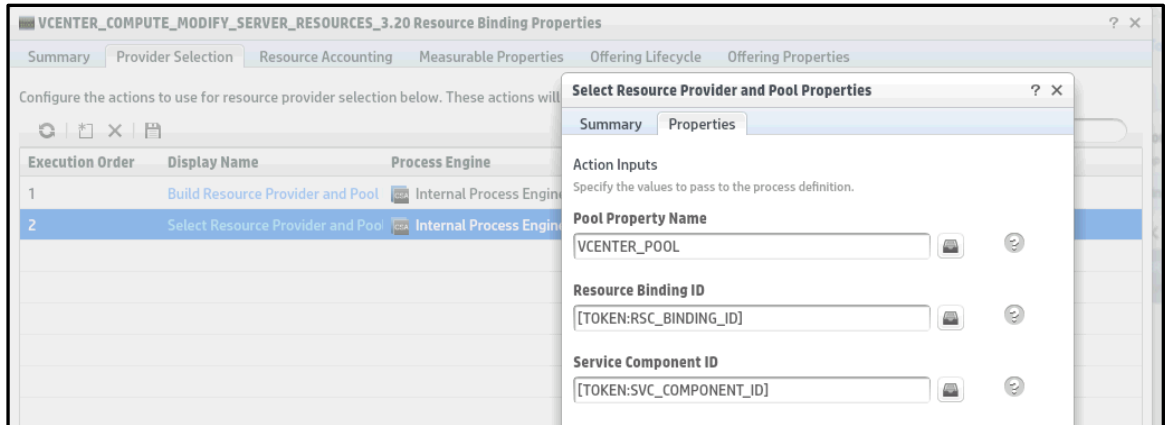 VCENTER_COMPUTE_MODIFY_SERVER_RESOURCES_3.20 Resource Binding Properties
Summary Provider Selection Resource Accounting Measurable Properties Offering Lifecycle Offering Properties
Configure the actions to use for resource provider selection below. These actions will
Execution Order Display Name Process Engine
1 Build Resource Provider and Pool Internal Process Engine
2 Select Resource Provider and Pool Internal Process Engine
Select Resource Provider and Pool Properties
Summary Properties
Action Inputs
Specify the values to pass to the process definition.
Pool Property Name
VCENTER_POOL
Resource Binding ID
[TOKEN:RSC_BINDING_ID]
Service Component ID
[TOKEN:SVC_COMPONENT_ID]